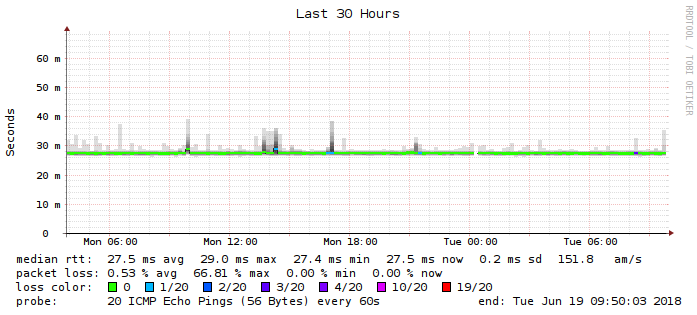 Last 30 Hours
RRDTOOL / TOBI OETIKER
Seconds
60 m
50 m
40 m
30 m
20 m
10 m
0
Mon 06:00 Mon 12:00 Mon 18:00 Tue 00:00 Tue 06:00
median rtt: 27.5 ms avg 29.0 ms max 27.4 ms min 27.5 ms now 0.2 ms sd 151.8 am/s
packet loss: 0.53 % avg 66.81 % max 0.00 % min 0.00 % now
loss color: 0 1/20 2/20 3/20 4/20 10/20 19/20
probe: 20 ICMP Echo Pings (56 Bytes) every 60s end: Tue Jun 19 09:50:03 2018